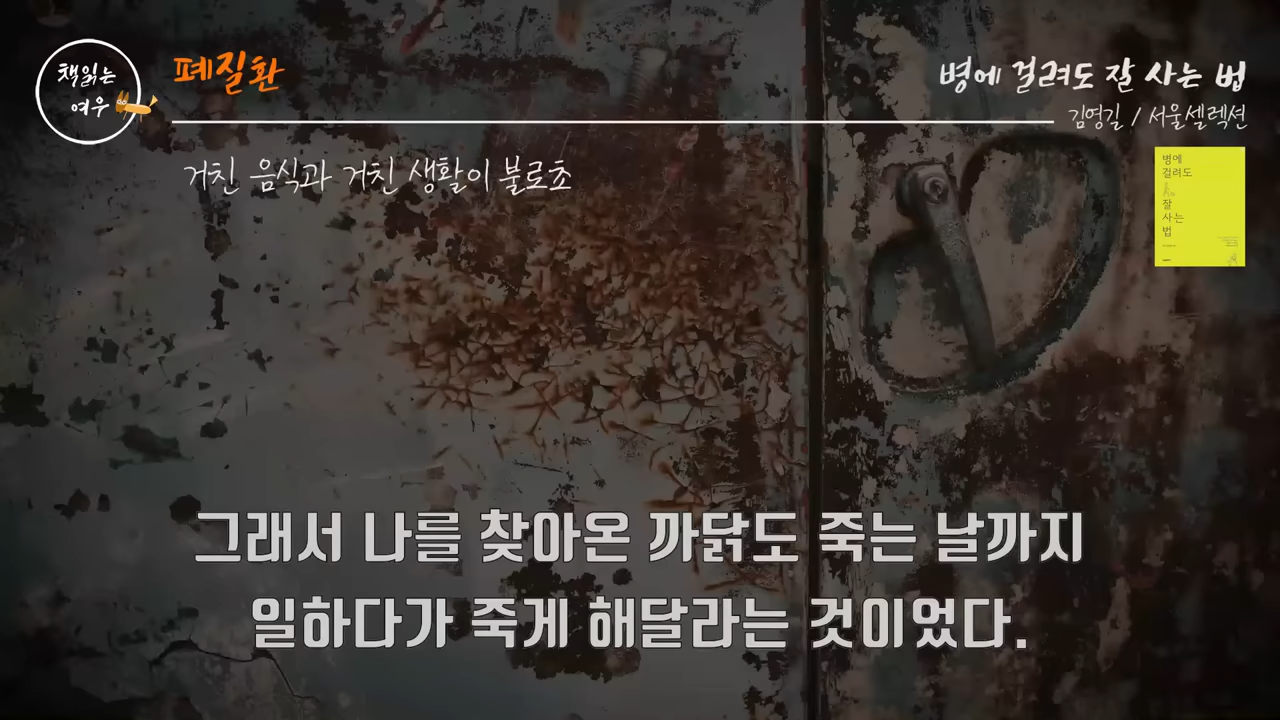 책읽는
여우
폐질환
병에 걸려도 잘 사는 법
김영길 / 서울셀렉션
거친 음식과 거친 생활이 불로초
병에
걸려도
잘
사는
법
그래서 나를 찾아온 까닭도 죽는 날까지
일하다가 죽게 해달라는 것이었다.